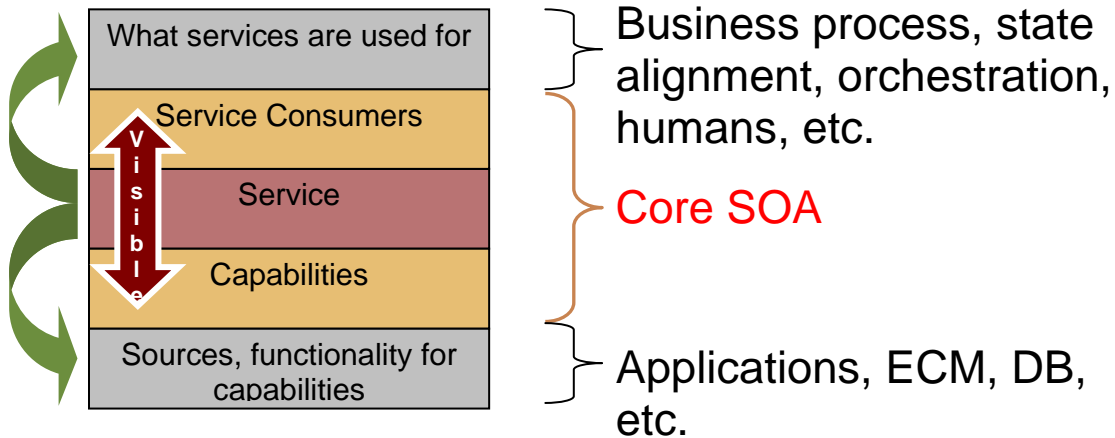 What services are used for
Business process, state
alignment, orchestration,
humans, etc.
Service Consumers
Visible
Service
Core SOA
Capabilities
Sources, functionality for
capabilities
Applications, ECM, DB,
etc.